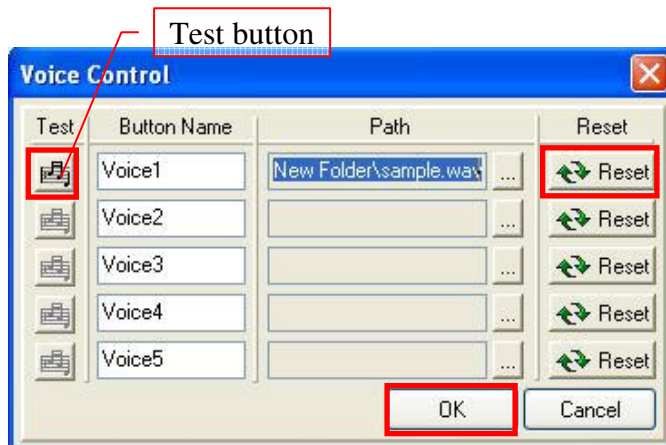 Test button
Voice Control
Test Button Name Path Reset
Voice1 New Folder\sample.wav ... Reset
Voice2 ... Reset
Voice3 ... Reset
Voice4 ... Reset
Voice5 ... Reset
OK Cancel